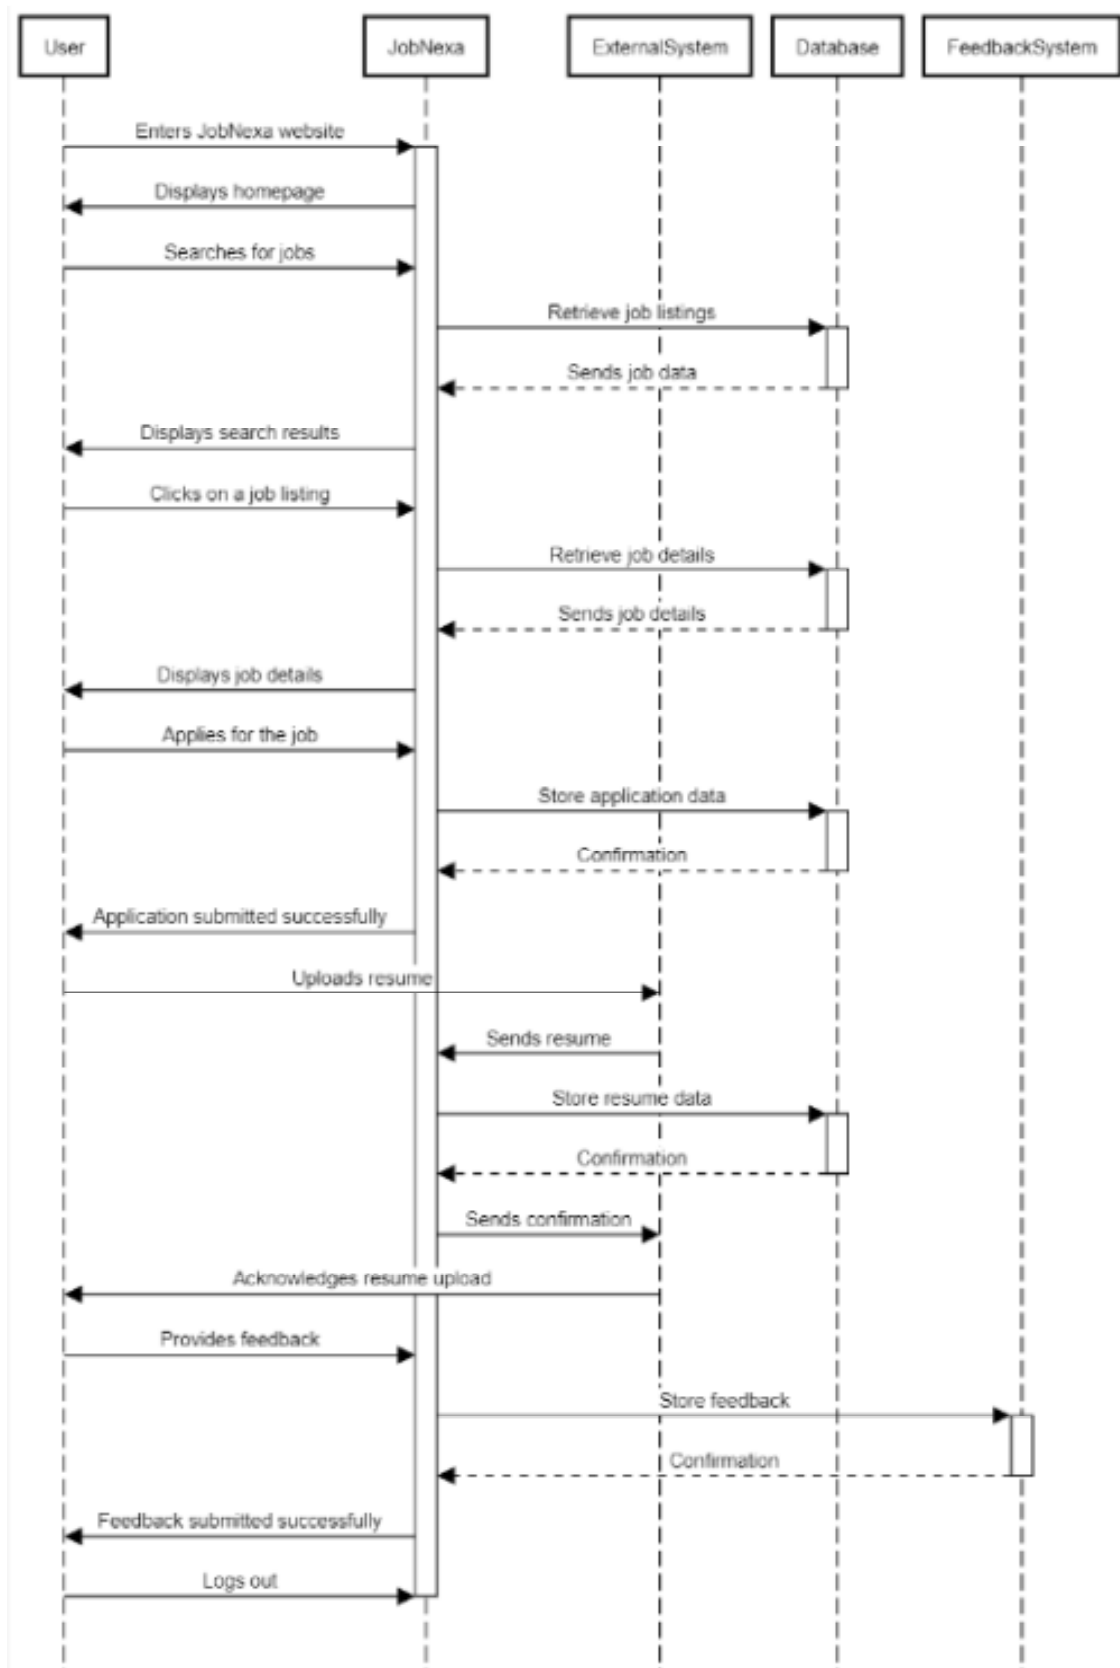 User
JobNexa
ExternalSystem
Database
FeedbackSystem
Enters JobNexa website
Displays homepage
Searches for jobs
Retrieve job listings
Sends job data
Displays search results
Clicks on a job listing
Retrieve job details
Sends job details
Displays job details
Applies for the job
Store application data
Confirmation
Application submitted successfully
Uploads resume
Sends resume
Store resume data
Confirmation
Sends confirmation
Acknowledges resume upload
Provides feedback
Store feedback
Confirmation
Feedback submitted successfully
Logs out